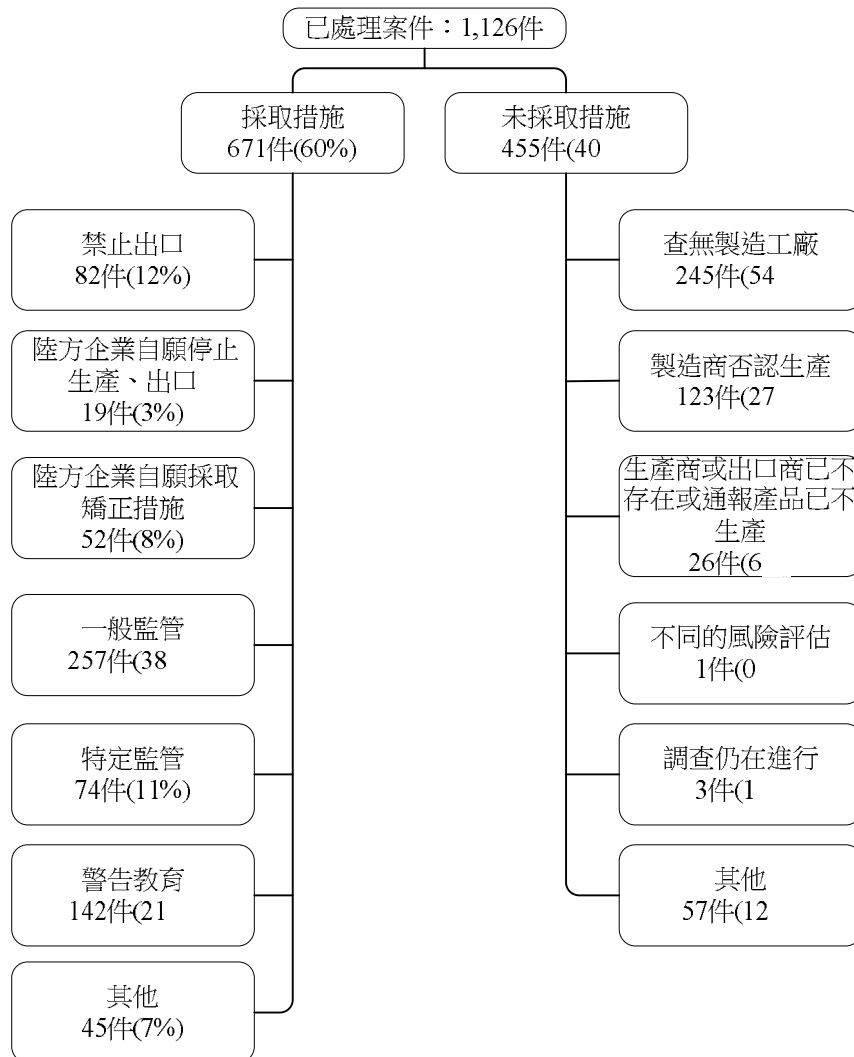 已處理案件：1,126件
採取措施
671件(60%)
未採取措施
455件(40
禁止出口
82件(12%)
陸方企業自願停止
生產、出口
19件(3%)
陸方企業自願採取
矯正措施
52件(8%)
一般監管
257件(38
特定監管
74件(11%)
警告教育
142件(21
其他
45件(7%)
查無製造工廠
245件(54
製造商否認生產
123件(27
生產商或出口商已不
存在或通報產品已不
生產
26件(6
不同的風險評估
1件(0
調查仍在進行
3件(1
其他
57件(12